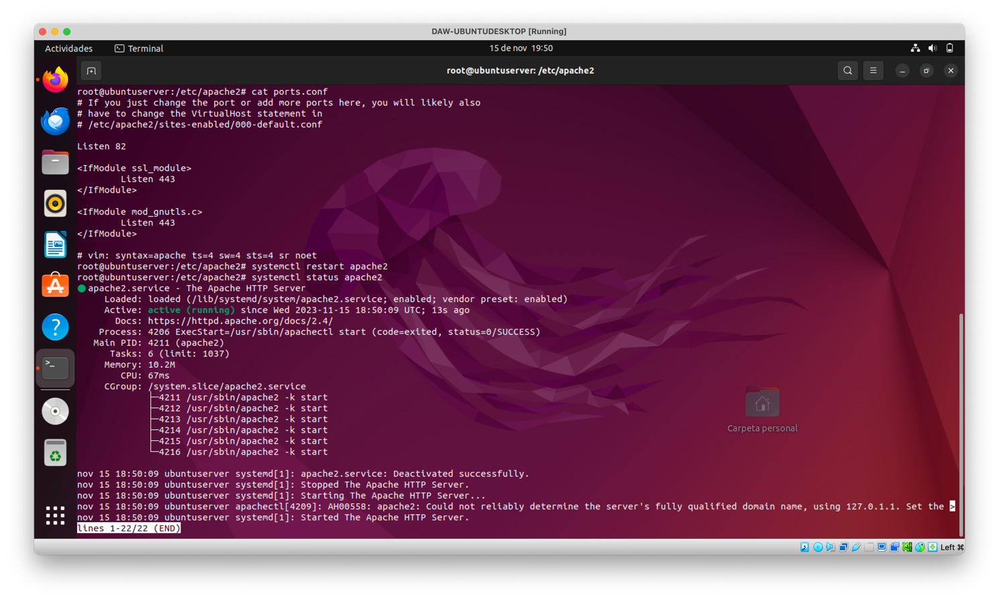 DAW-UBUNTUDESKTOP [Running]
Actividades
Terminal
15 de nov 19:50
root@ubuntuserver: /etc/apache2
root@ubuntuserver:/etc/apache2# cat ports.conf
# If you just change the port or add more ports here, you will likely also
# have to change the VirtualHost statement in
# /etc/apache2/sites-enabled/000-default.conf
Listen 82
<IfModule ssl_module>
        Listen 443
</IfModule>
<IfModule mod_gnutls.c>
        Listen 443
</IfModule>
# vim: syntax=apache ts=4 sw=4 sts=4 sr noet
root@ubuntuserver:/etc/apache2# systemctl restart apache2
root@ubuntuserver:/etc/apache2# systemctl status apache2
● apache2.service - The Apache HTTP Server
     Loaded: loaded (/lib/systemd/system/apache2.service; enabled; vendor preset: enabled)
     Active: active (running) since Wed 2023-11-15 18:50:09 UTC; 13s ago
       Docs: https://httpd.apache.org/docs/2.4/
    Process: 4206 ExecStart=/usr/sbin/apachectl start (code=exited, status=0/SUCCESS)
   Main PID: 4211 (apache2)
      Tasks: 6 (limit: 1037)
     Memory: 10.2M
        CPU: 67ms
     CGroup: /system.slice/apache2.service
             ├─4211 /usr/sbin/apache2 -k start
             ├─4212 /usr/sbin/apache2 -k start
             ├─4213 /usr/sbin/apache2 -k start
             ├─4214 /usr/sbin/apache2 -k start
             ├─4215 /usr/sbin/apache2 -k start
             └─4216 /usr/sbin/apache2 -k start
nov 15 18:50:09 ubuntuserver systemd[1]: apache2.service: Deactivated successfully.
nov 15 18:50:09 ubuntuserver systemd[1]: Stopped The Apache HTTP Server.
nov 15 18:50:09 ubuntuserver systemd[1]: Starting The Apache HTTP Server...
nov 15 18:50:09 ubuntuserver apachectl[4209]: AH00558: apache2: Could not reliably determine the server's fully qualified domain name, using 127.0.1.1. Set the >
nov 15 18:50:09 ubuntuserver systemd[1]: Started The Apache HTTP Server.
lines 1-22/22 (END)
Carpeta personal
Left ⌘